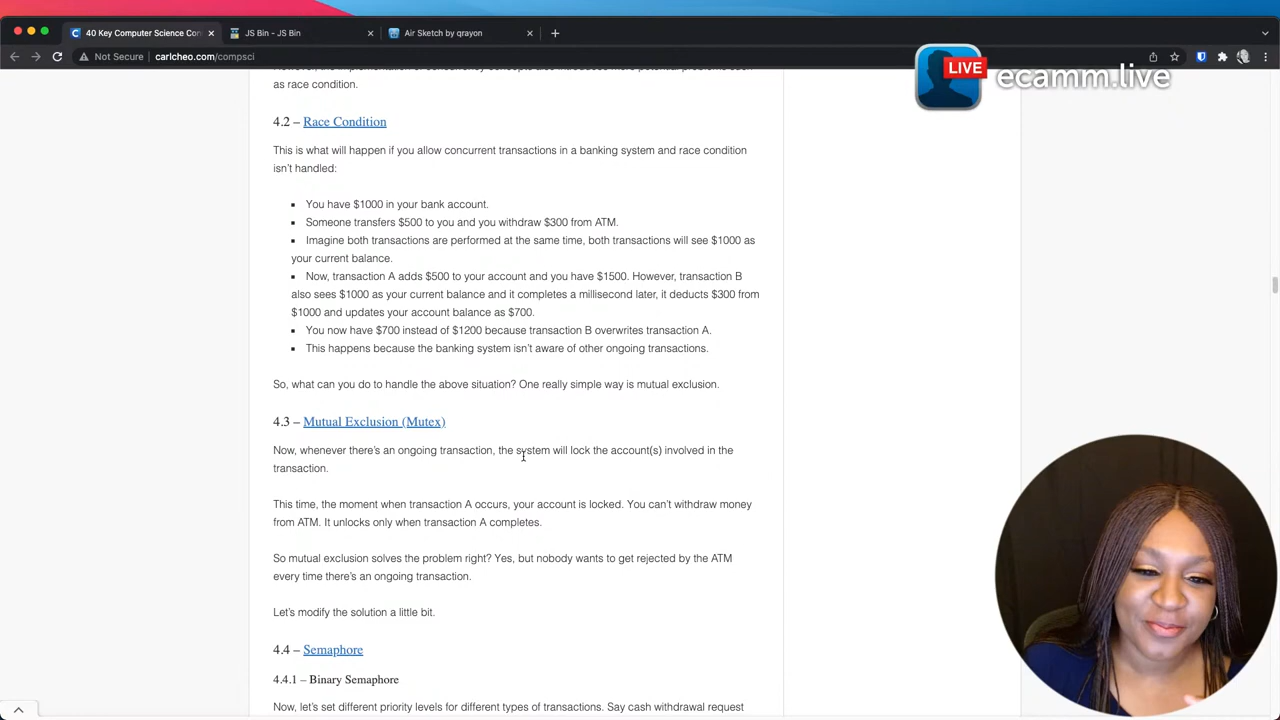 40 Key Computer Science Con
JS Bin - JS Bin
Air Sketch by qrayon
Not Secure
carlcheo.com/compsci
LIVE
ecamm.live
as race condition.
4.2 – Race Condition
This is what will happen if you allow concurrent transactions in a banking system and race condition
isn't handled:
You have $1000 in your bank account.
Someone transfers $500 to you and you withdraw $300 from ATM.
Imagine both transactions are performed at the same time, both transactions will see $1000 as
your current balance.
Now, transaction A adds $500 to your account and you have $1500. However, transaction B
also sees $1000 as your current balance and it completes a millisecond later, it deducts $300 from
$1000 and updates your account balance as $700.
You now have $700 instead of $1200 because transaction B overwrites transaction A.
This happens because the banking system isn't aware of other ongoing transactions.
So, what can you do to handle the above situation? One really simple way is mutual exclusion.
4.3 – Mutual Exclusion (Mutex)
Now, whenever there's an ongoing transaction, the system will lock the account(s) involved in the
transaction.
This time, the moment when transaction A occurs, your account is locked. You can't withdraw money
from ATM. It unlocks only when transaction A completes.
So mutual exclusion solves the problem right? Yes, but nobody wants to get rejected by the ATM
every time there's an ongoing transaction.
Let's modify the solution a little bit.
4.4 – Semaphore
4.4.1 – Binary Semaphore
Now, let's set different priority levels for different types of transactions. Say cash withdrawal request